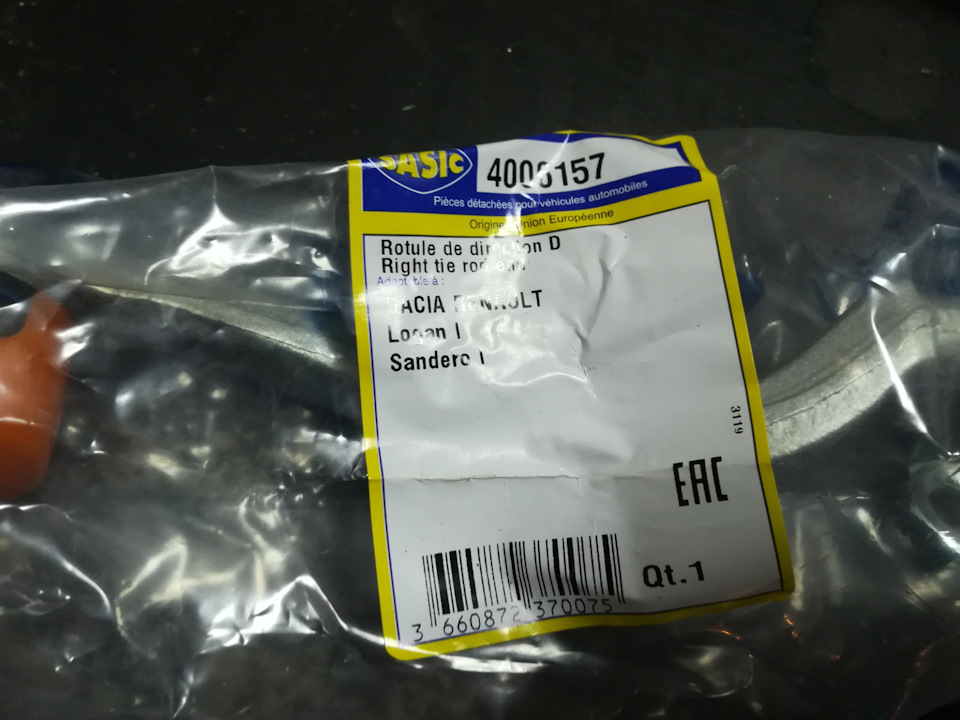 SASIC
4006157
Pièces détachées pour véhicules automobiles
Origine Union Européenne
Rotule de direction D
Right tie rod end
Adaptable à :
DACIA RENAULT
Logan I
Sandero I
3119
EAC
Qt.1
3 660872 370075